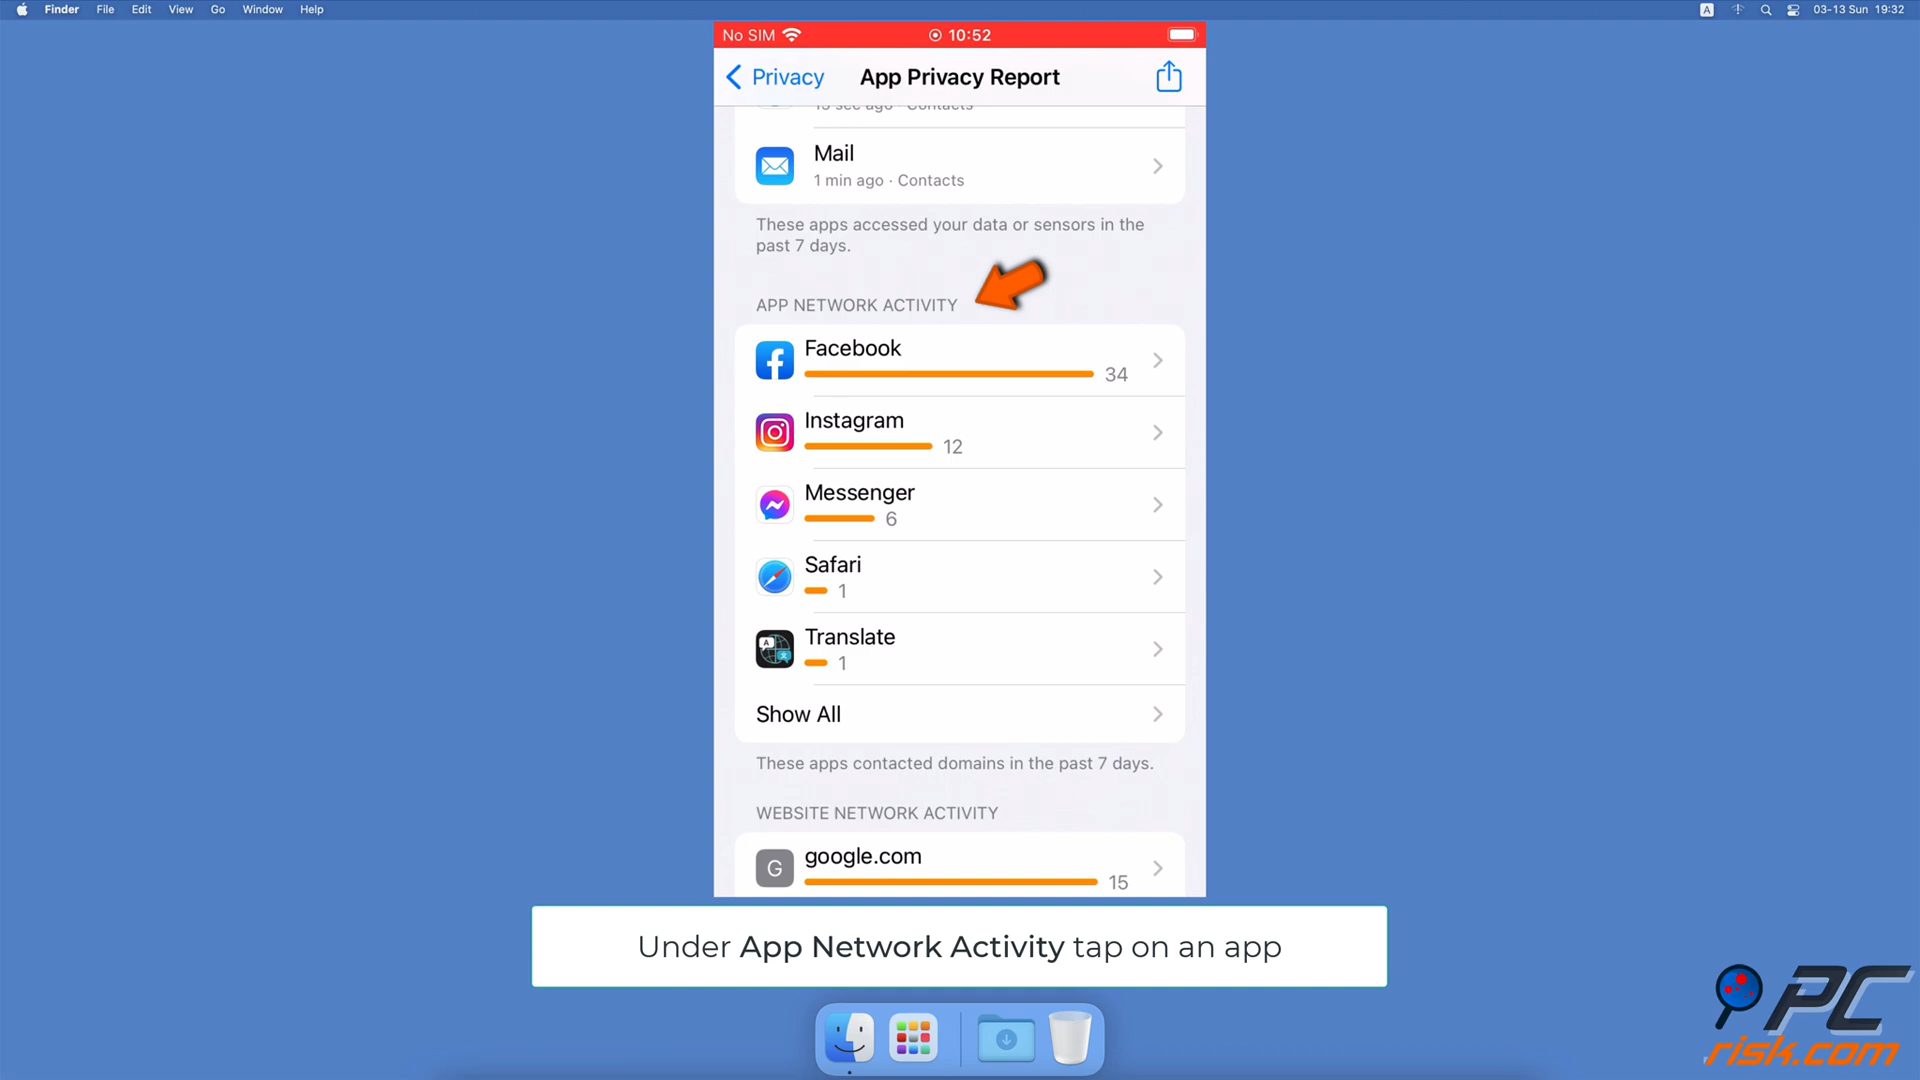 Finder File Edit View Go Window Help
A 03-13 Sun 19:32
No SIM 10:52
Privacy App Privacy Report
15 sec ago · Contacts
Mail
1 min ago · Contacts
These apps accessed your data or sensors in the
past 7 days.
APP NETWORK ACTIVITY
Facebook
34
Instagram
12
Messenger
6
Safari
1
Translate
1
Show All
These apps contacted domains in the past 7 days.
WEBSITE NETWORK ACTIVITY
G google.com
15
Under App Network Activity tap on an app
PC
risk.com